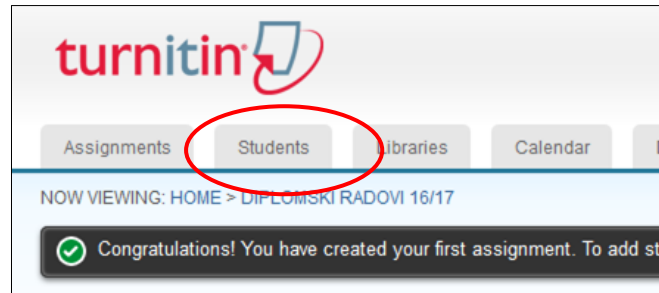 turnitin
Assignments Students Libraries Calendar
NOW VIEWING: HOME > DIPLOMSKI RADOVI 16/17
Congratulations! You have created your first assignment. To add